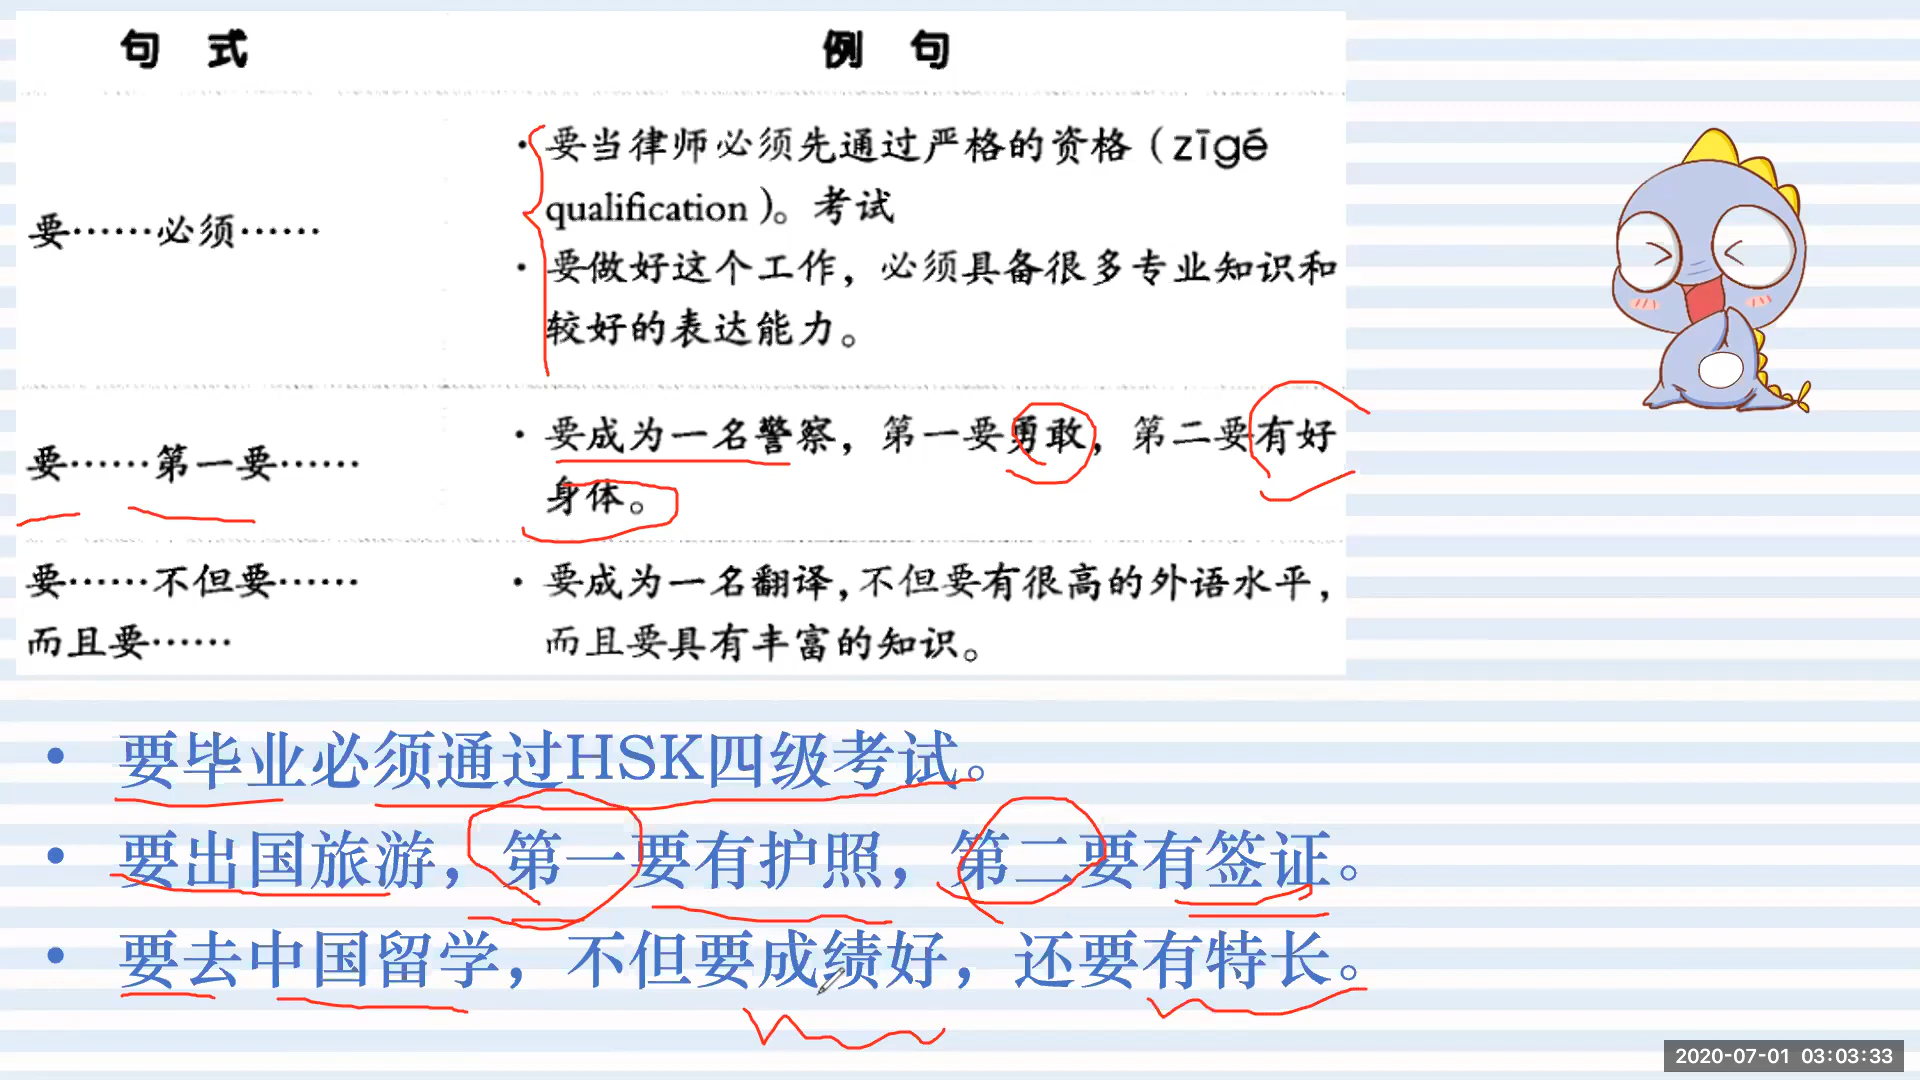 句 式 例 句
要……必须……
· 要当律师必须先通过严格的资格（zīgé
qualification）。考试
· 要做好这个工作，必须具备很多专业知识和
较好的表达能力。
要……第一要……
· 要成为一名警察，第一要勇敢，第二要有好
身体。
要……不但要……
而且要……
· 要成为一名翻译，不但要有很高的外语水平，
而且要具有丰富的知识。
• 要毕业必须通过HSK四级考试。
• 要出国旅游，第一要有护照，第二要有签证。
• 要去中国留学，不但要成绩好，还要有特长。
2020-07-01 03:03:33